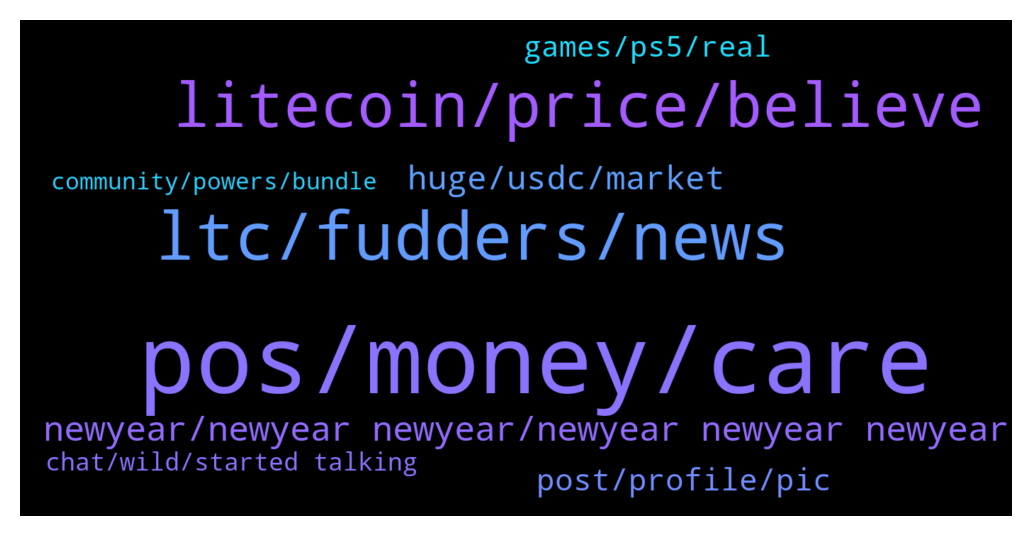 games/ps5/real
litecoin/price/believe
community/powers/bundle
huge/usdc/market
ltc/fudders/news
pos/money/care
newyear/newyear newyear/newyear newyear newyear
chat/wild/started talking
post/profile/pic